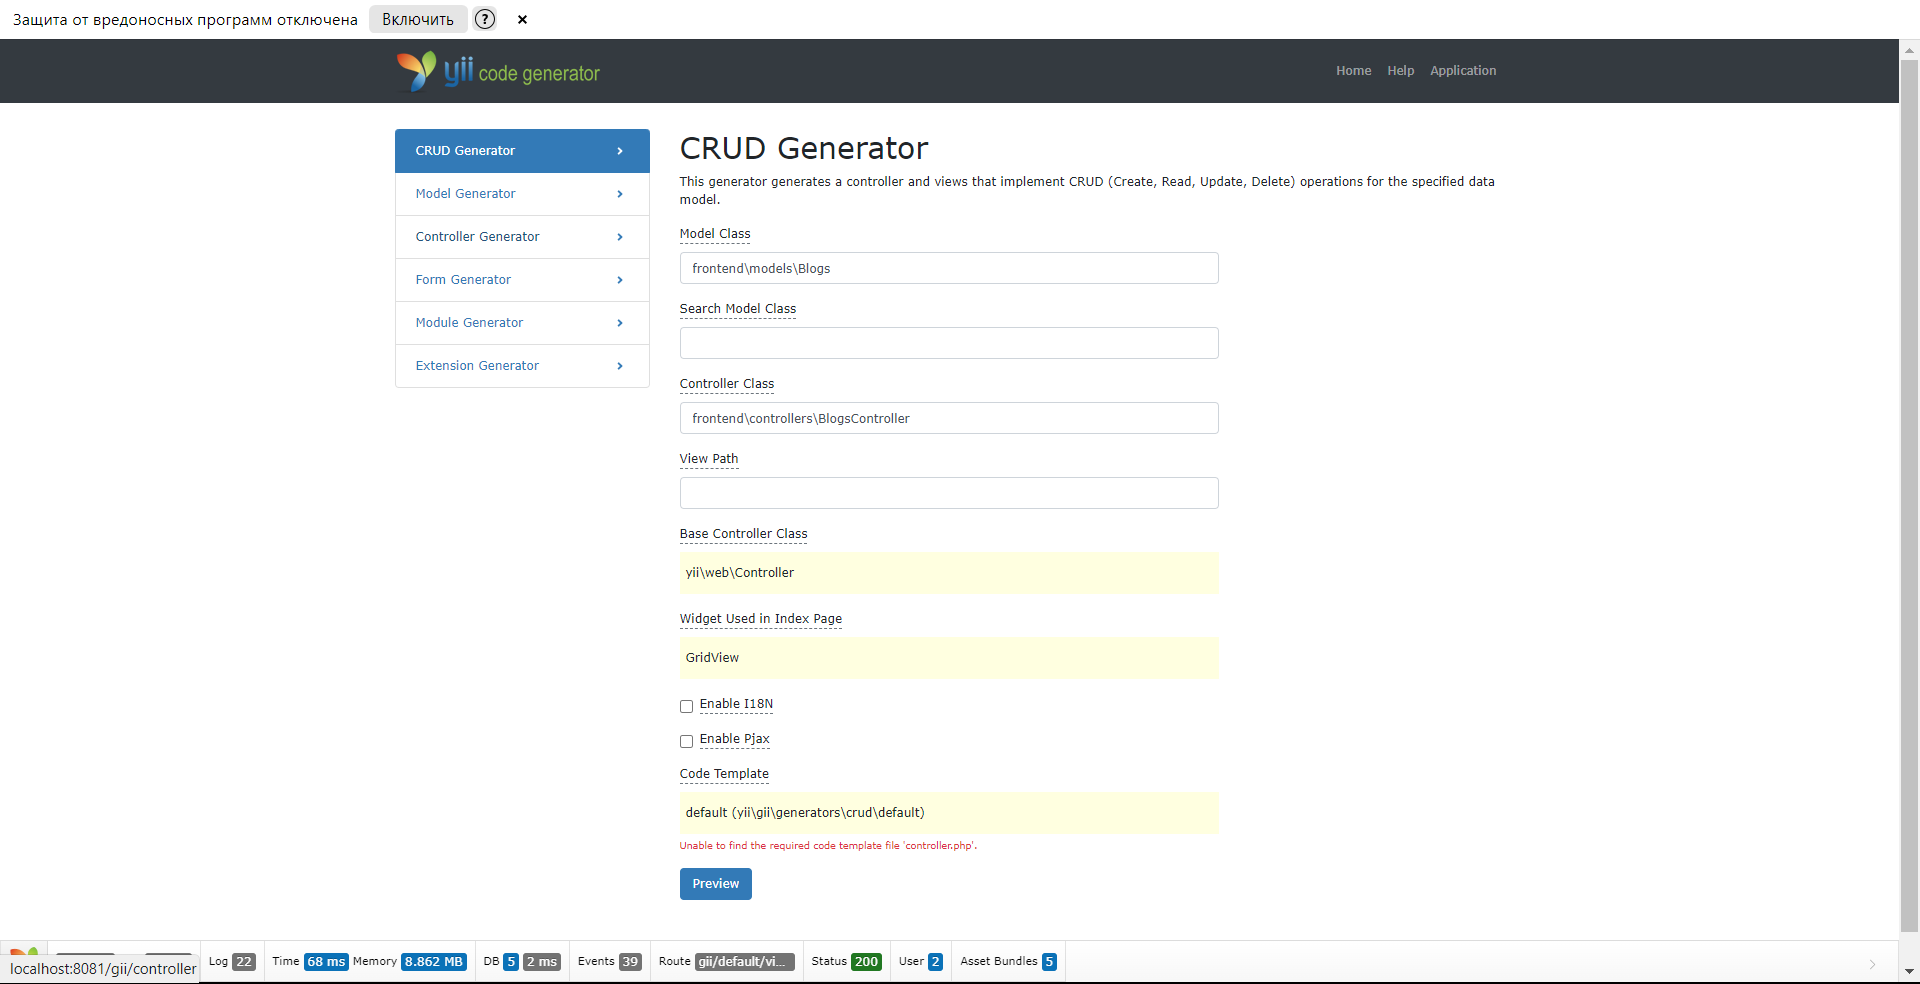 Защита от вредоносных программ отключена Включить ? ×
yii code generator
Home Help Application
CRUD Generator
Model Generator
Controller Generator
Form Generator
Module Generator
Extension Generator
CRUD Generator
This generator generates a controller and views that implement CRUD (Create, Read, Update, Delete) operations for the specified data
model.
Model Class
frontend\models\Blogs
Search Model Class
Controller Class
frontend\controllers\BlogsController
View Path
Base Controller Class
yii\web\Controller
Widget Used in Index Page
GridView
Enable I18N
Enable Pjax
Code Template
default (yii\gii\generators\crud\default)
Unable to find the required code template file 'controller.php'.
Preview
Log 22 Time 68 ms Memory 8.862 MB DB 5 2 ms Events 39 Route gii/default/vi... Status 200 User 2 Asset Bundles 5
localhost:8081/gii/controller